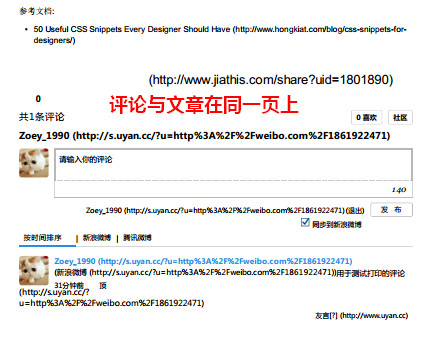 参考文档:
• 50 Useful CSS Snippets Every Designer Should Have (http://www.hongkiat.com/blog/css-snippets-for-
designers/)
(http://www.jiathis.com/share?uid=1801890)
0
评论与文章在同一页上
共1条评论
0 喜欢 社区
Zoey_1990 (http://s.uyan.cc/?u=http%3A%2F%2Fweibo.com%2F1861922471)
请输入你的评论
140
Zoey_1990 (http://s.uyan.cc/?u=http%3A%2F%2Fweibo.com%2F1861922471)(退出) 发 布
同步到新浪微博
按时间排序 | 新浪微博 | 腾讯微博
Zoey_1990 (http://s.uyan.cc/?u=http%3A%2F%2Fweibo.com%2F1861922471)
(新浪微博 (http://s.uyan.cc/?u=http%3A%2F%2Fweibo.com%2F1861922471))用于测试打印的评论
31分钟前 顶
(http://s.uyan.cc/?
u=http%3A%2F%2Fweibo.com%2F1861922471)
友言[?] (http://www.uyan.cc)